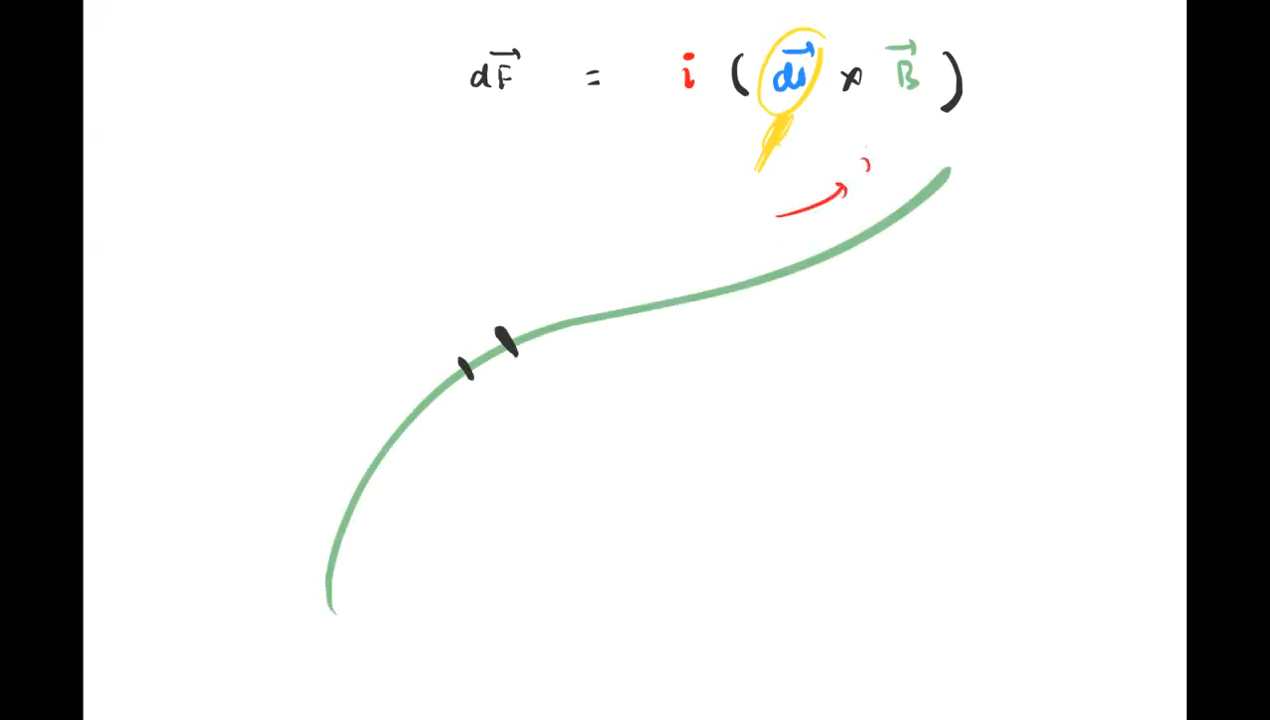 dF⃗ = i ( dl⃗ × B⃗ )
i